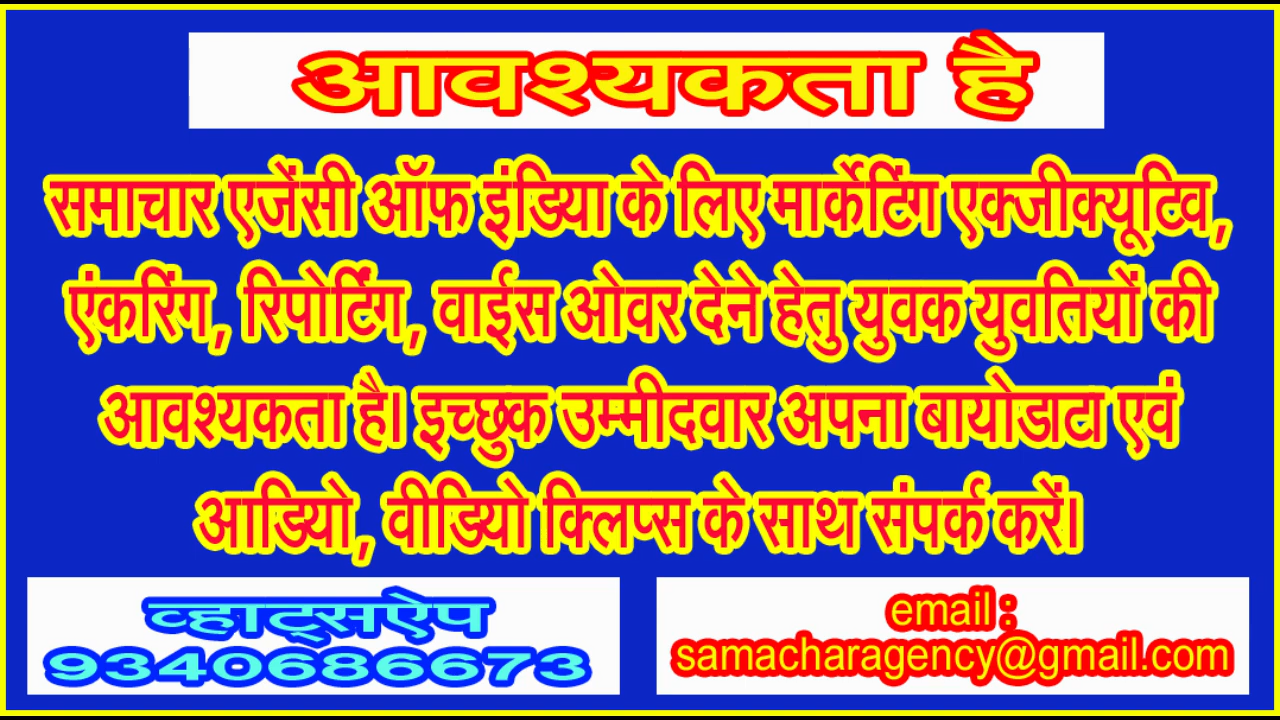 आवश्यकता है
समाचार एजेंसी ऑफ इंडिया के लिए मार्केटिंग एक्जीक्यूटिव,
एंकरिंग, रिपोर्टिंग, वाईस ओवर देने हेतु युवक युवतियों की
आवश्यकता है। इच्छुक उम्मीदवार अपना बायोडाटा एवं
आडियो, वीडियो क्लिप्स के साथ संपर्क करें।
व्हाट्सऐप
9340686673
email :
samacharagency@gmail.com